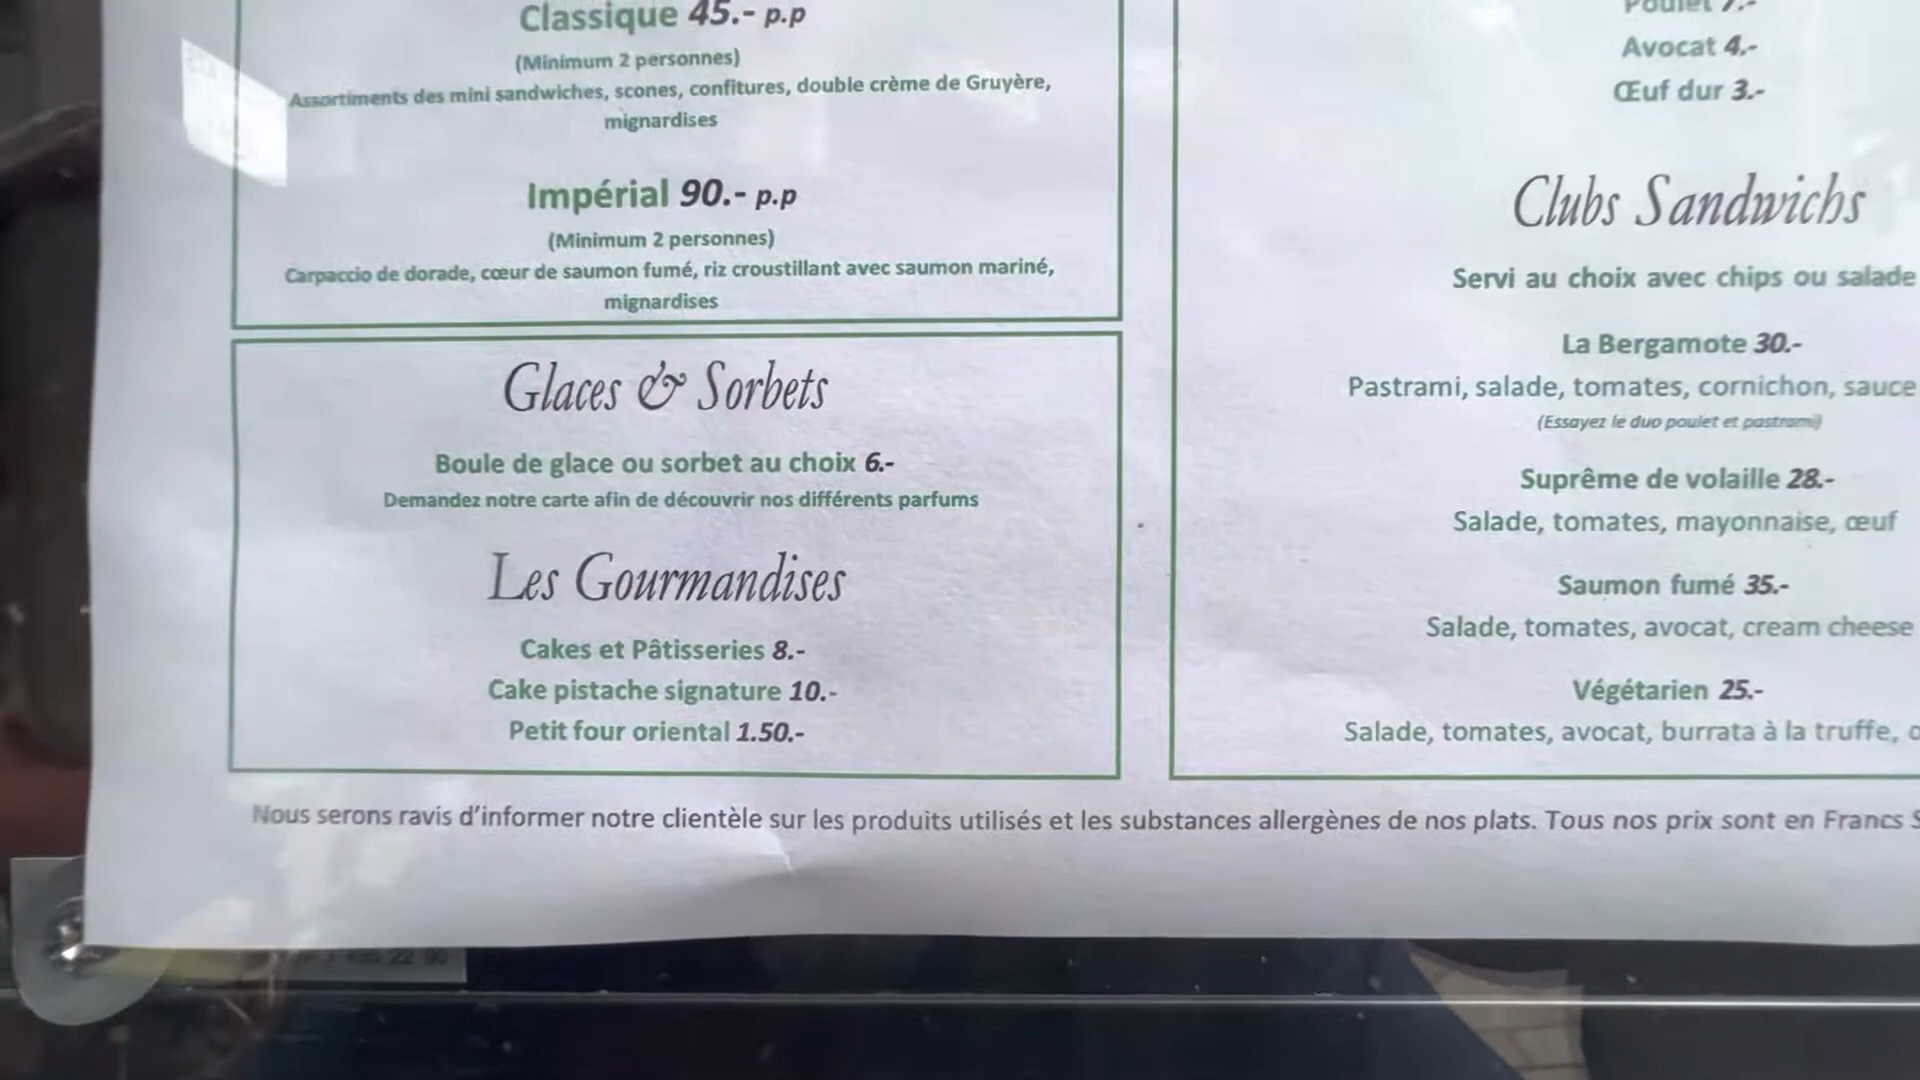 Classique 45.- p.p
(Minimum 2 personnes)
Assortiments des mini sandwiches, scones, confitures, double crème de Gruyère,
mignardises
Impérial 90.- p.p
(Minimum 2 personnes)
Carpaccio de dorade, cœur de saumon fumé, riz croustillant avec saumon mariné,
mignardises
Glaces & Sorbets
Boule de glace ou sorbet au choix 6.-
Demandez notre carte afin de découvrir nos différents parfums
Les Gourmandises
Cakes et Pâtisseries 8.-
Cake pistache signature 10.-
Petit four oriental 1.50.-
Poulet 7.-
Avocat 4.-
Œuf dur 3.-
Clubs Sandwichs
Servi au choix avec chips ou salade
La Bergamote 30.-
Pastrami, salade, tomates, cornichon, sauce
(Essayez le duo poulet et pastrami)
Suprême de volaille 28.-
Salade, tomates, mayonnaise, œuf
Saumon fumé 35.-
Salade, tomates, avocat, cream cheese
Végétarien 25.-
Salade, tomates, avocat, burrata à la truffe,
Nous serons ravis d'informer notre clientèle sur les produits utilisés et les substances allergènes de nos plats. Tous nos prix sont en Francs
22 90